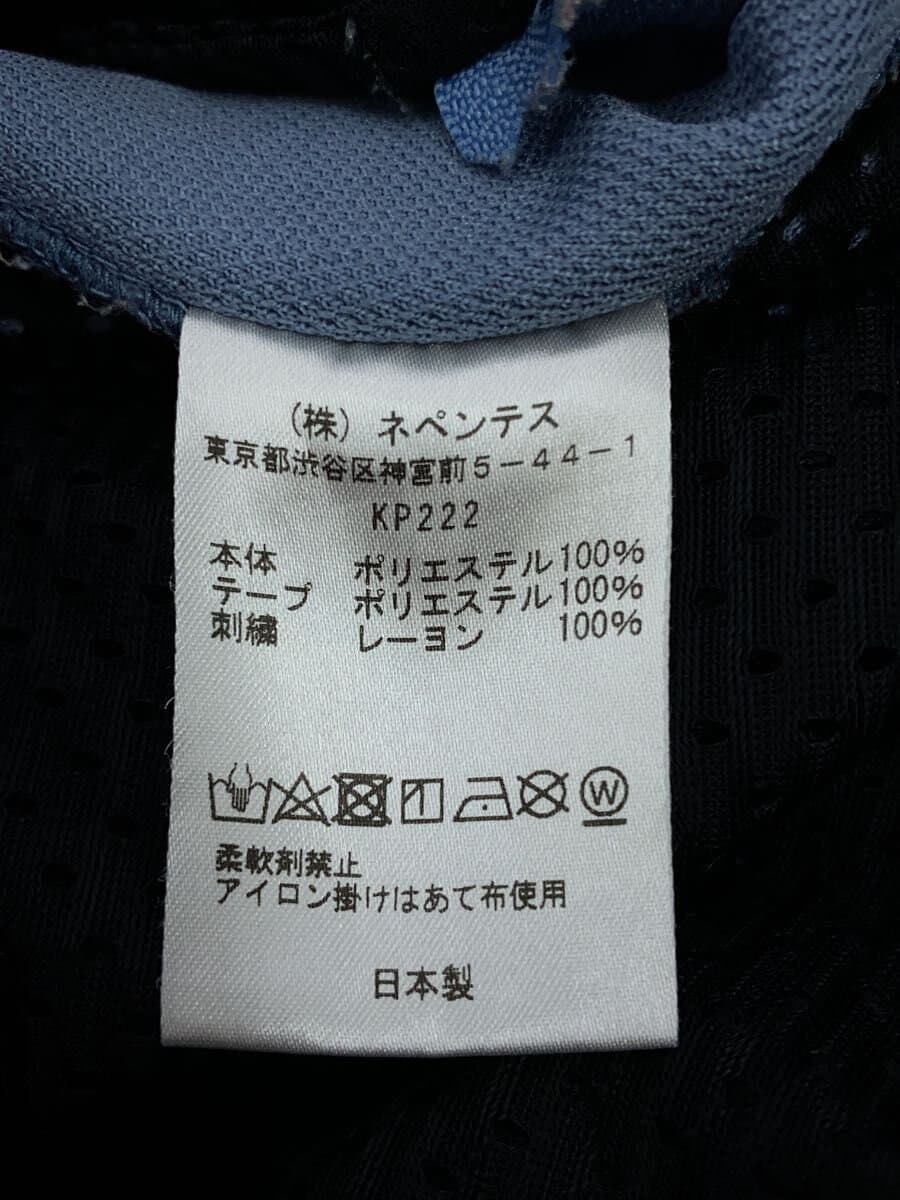 (株) ネペンテス
東京都渋谷区神宮前5-44-1
KP222
本体 ポリエステル100%
テープ ポリエステル100%
刺繍 レーヨン 100%
W
柔軟剤禁止
アイロン掛けはあて布使用
日本製